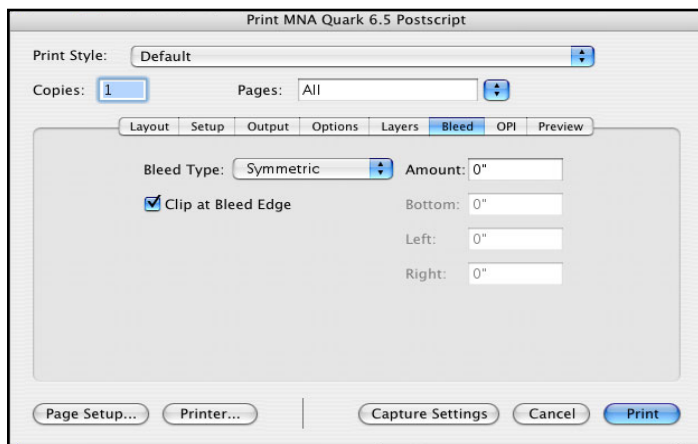 Print MNA Quark 6.5 Postscript
Print Style: Default
Copies: 1 Pages: All
Layout Setup Output Options Layers Bleed OPI Preview
Bleed Type: Symmetric Amount: 0"
Clip at Bleed Edge Bottom: 0"
Left: 0"
Right: 0"
Page Setup... Printer... Capture Settings Cancel Print